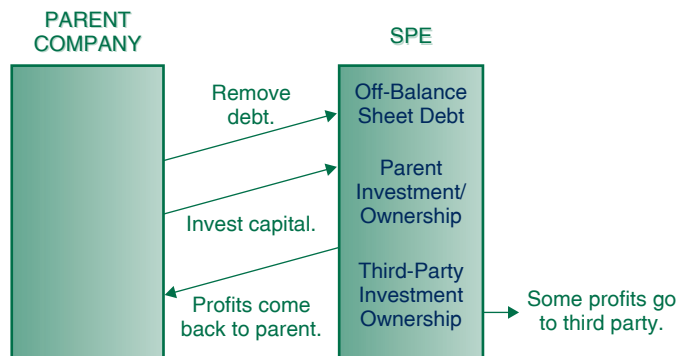 PARENT
COMPANY
SPE
Remove
debt.
Off-Balance
Sheet Debt
Invest capital.
Parent
Investment/
Ownership
Profits come
back to parent.
Third-Party
Investment
Ownership
Some profits go
to third party.